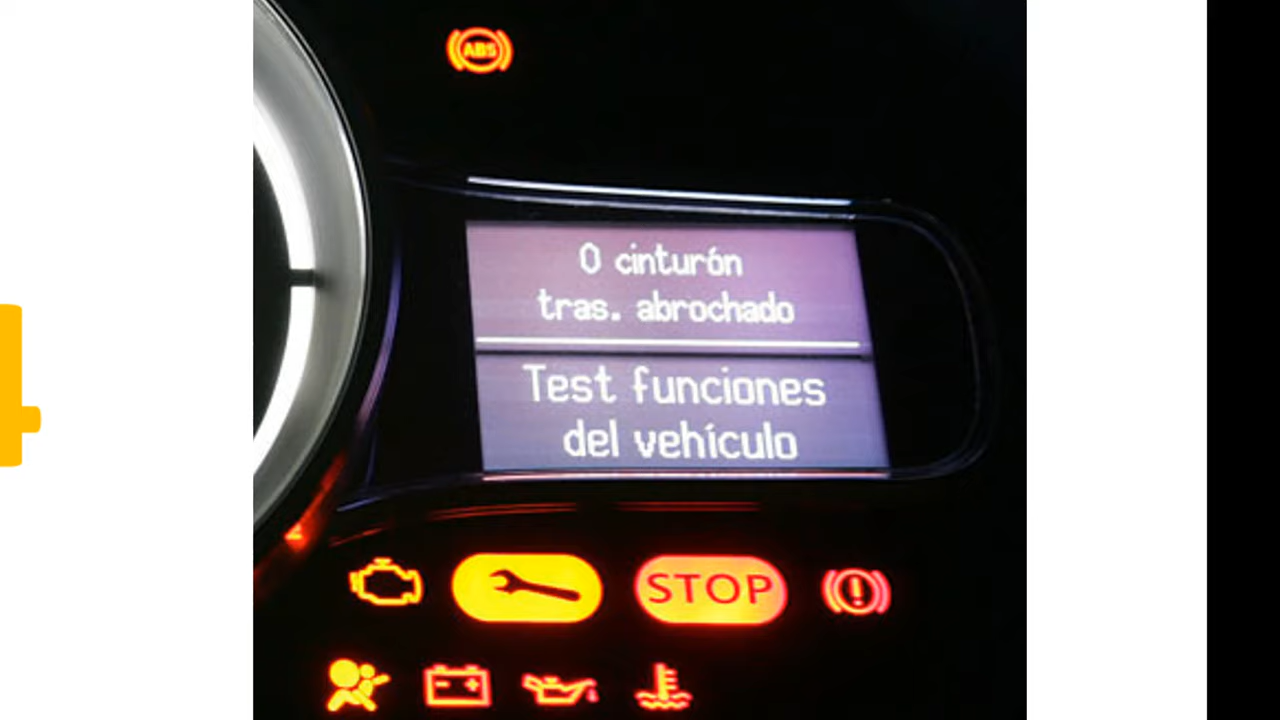 ABS
0 cinturón
tras. abrochado
Test funciones
del vehículo
STOP